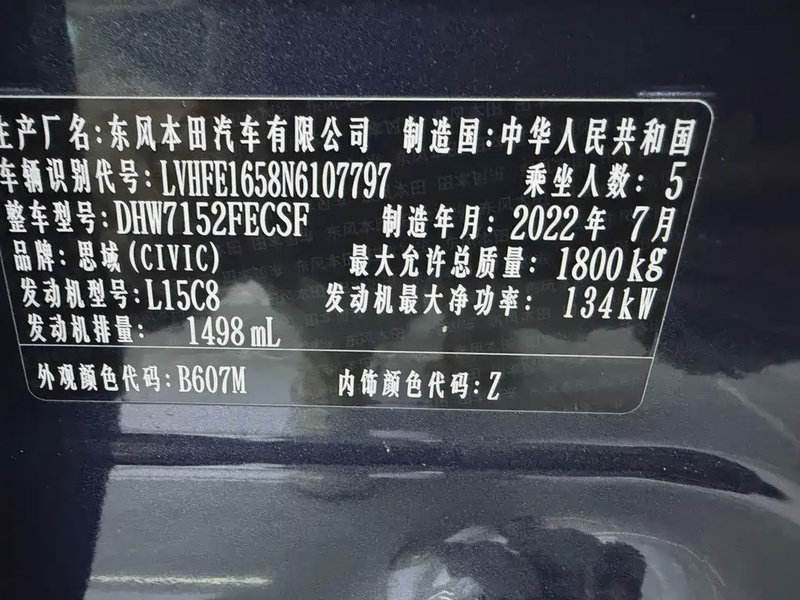 生产厂名:东风本田汽车有限公司 制造国:中华人民共和国
车辆识别代号:LVHFE1658N6107797 乘坐人数: 5
整车型号:DHW7152FECSF 制造年月: 2022年 7月
品牌: 思域(CIVIC) 最大允许总质量: 1800kg
发动机型号:L15C8 发动机最大净功率: 134kW
发动机排量: 1498mL
外观颜色代码:B607M 内饰颜色代码:Z